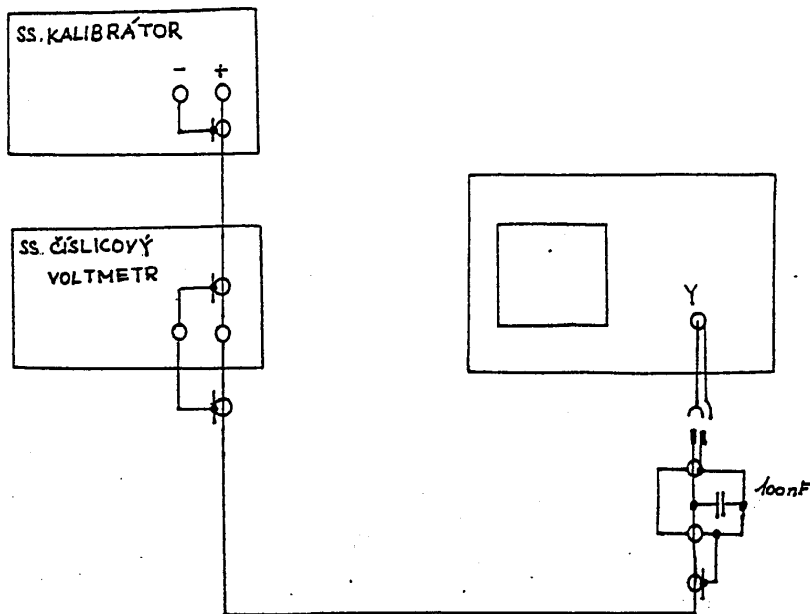 SS. KALIBRÁTOR
- +
SS. ČÍSLICOVÝ
VOLTMETR
Y
100nF